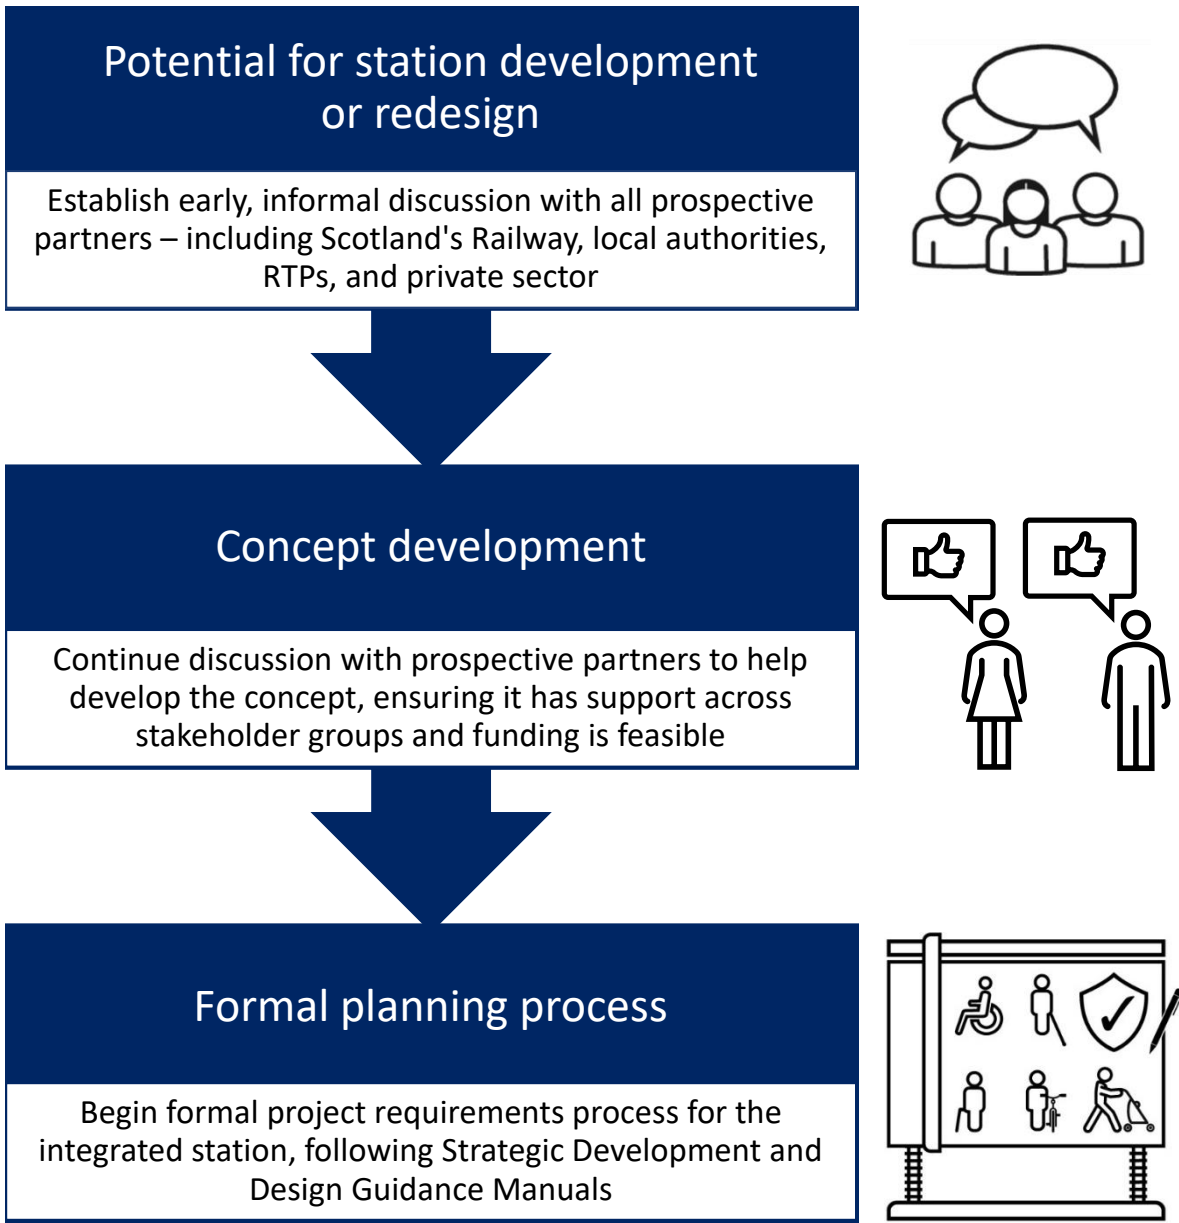 Potential for station development
or redesign
Establish early, informal discussion with all prospective
partners – including Scotland's Railway, local authorities,
RTPs, and private sector
Concept development
Continue discussion with prospective partners to help
develop the concept, ensuring it has support across
stakeholder groups and funding is feasible
Formal planning process
Begin formal project requirements process for the
integrated station, following Strategic Development and
Design Guidance Manuals